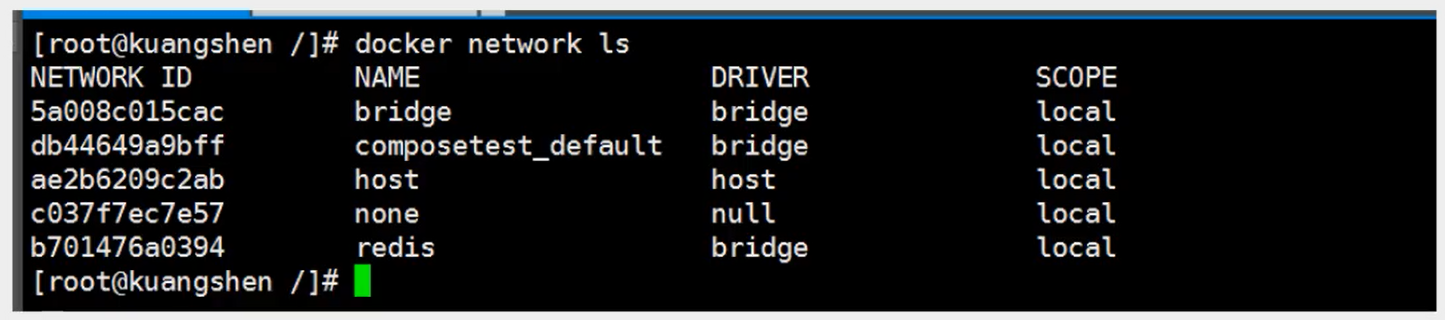 [root@kuangshen /]# docker network ls
NETWORK ID NAME DRIVER SCOPE
5a008c015cac bridge bridge local
db44649a9bff composetest_default bridge local
ae2b6209c2ab host host local
c037f7ec7e57 none null local
b701476a0394 redis bridge local
[root@kuangshen /]#